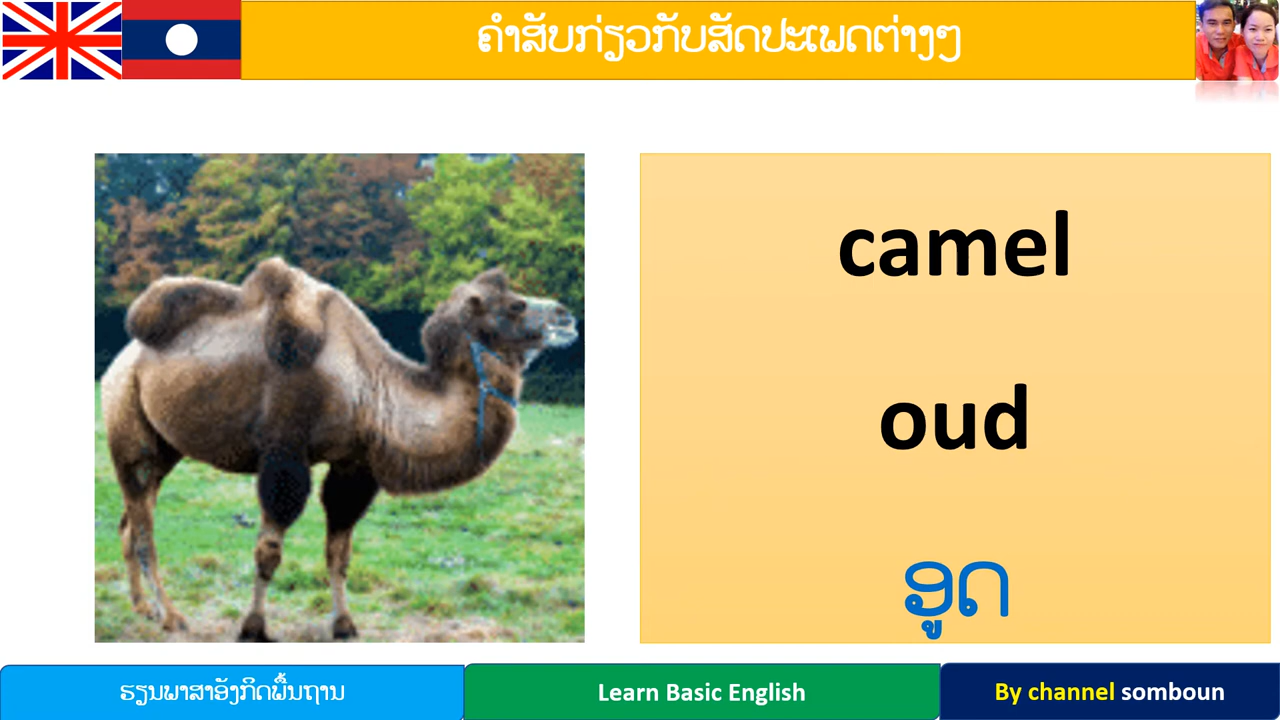 ຄຳສັບກ່ຽວກັບສັດປະເພດຕ່າງໆ
camel
oud
ອູດ
ຮຽນພາສາອັງກິດພື້ນຖານ
Learn Basic English
By channel somboun